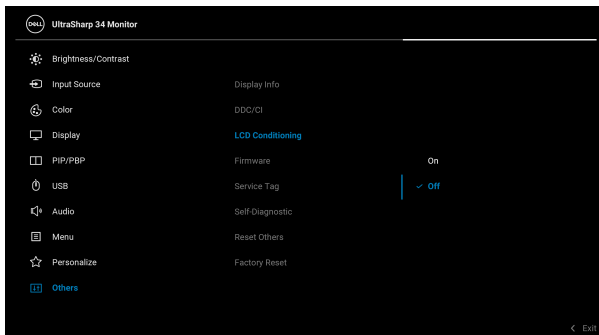 DELL UltraSharp 34 Monitor
Brightness/Contrast
Input Source
Color
Display
PIP/PBP
USB
Audio
Menu
Personalize
Others
Display Info
DDC/CI
LCD Conditioning
Firmware
Service Tag
Self-Diagnostic
Reset Others
Factory Reset
On
Off
Exit